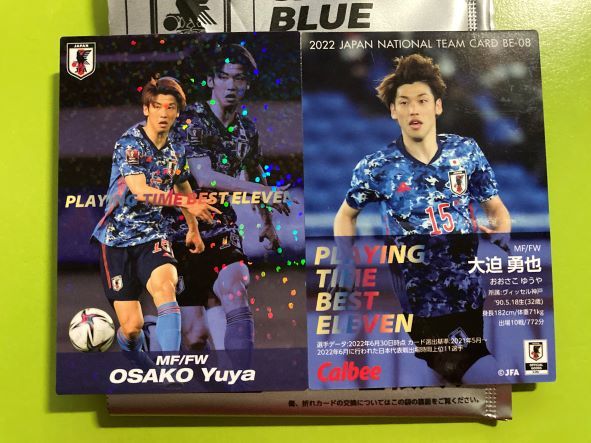 BLUE
JAPAN
JFA
PLAYING TIME BEST ELEVEN
15
MF/FW
OSAKO Yuya
2022 JAPAN NATIONAL TEAM CARD BE-08
15
MF/FW
大迫 勇也
おおさこ ゆうや
所属:ヴィッセル神戸
'90.5.18生(32歳)
身長182cm/体重71kg
出場10戦/772分
PLAYING
TIME
BEST
ELEVEN
選手データ:2022年6月30日時点 カード選出基準:2021年5月〜
2022年6月に行われた日本代表戦出場時間上位11選手
Calbee
©JFA
傷、折れカードの交換についてはこの袋の裏面をご覧ください。